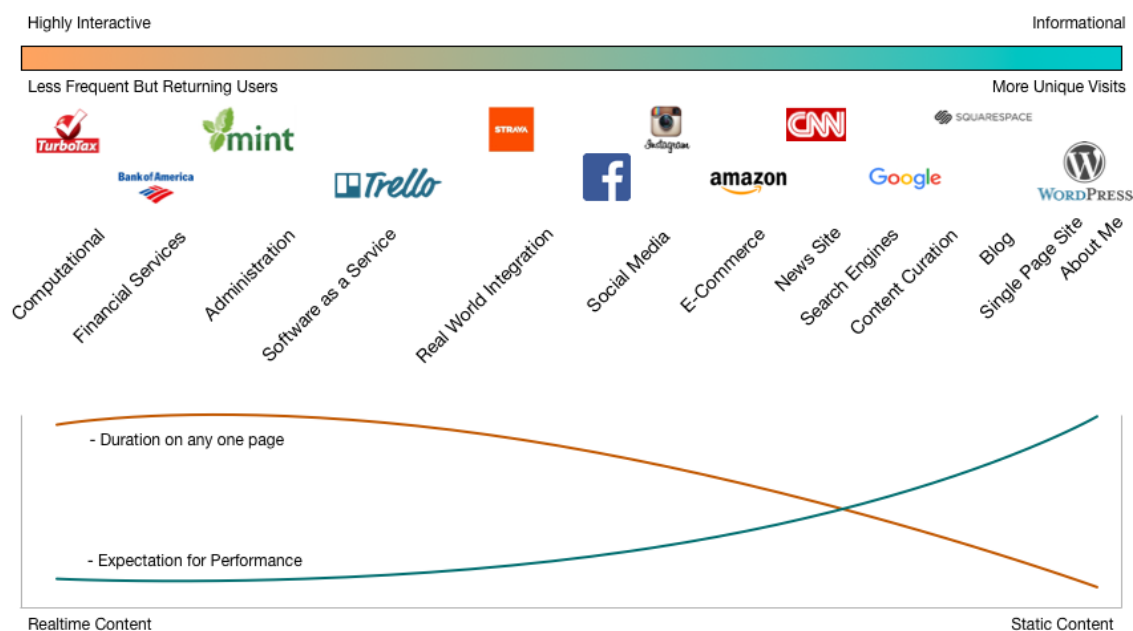 Highly Interactive
Informational
Less Frequent But Returning Users
More Unique Visits
TurboTax
mint
STRAVA
Instagram
CNN
SQUARESPACE
Bank of America
Trello
f
amazon
Google
W
WORDPRESS
Computational
Financial Services
Administration
Software as a Service
Real World Integration
Social Media
E-Commerce
News Site
Search Engines
Content Curation
Blog
Single Page Site
About Me
- Duration on any one page
- Expectation for Performance
Realtime Content
Static Content